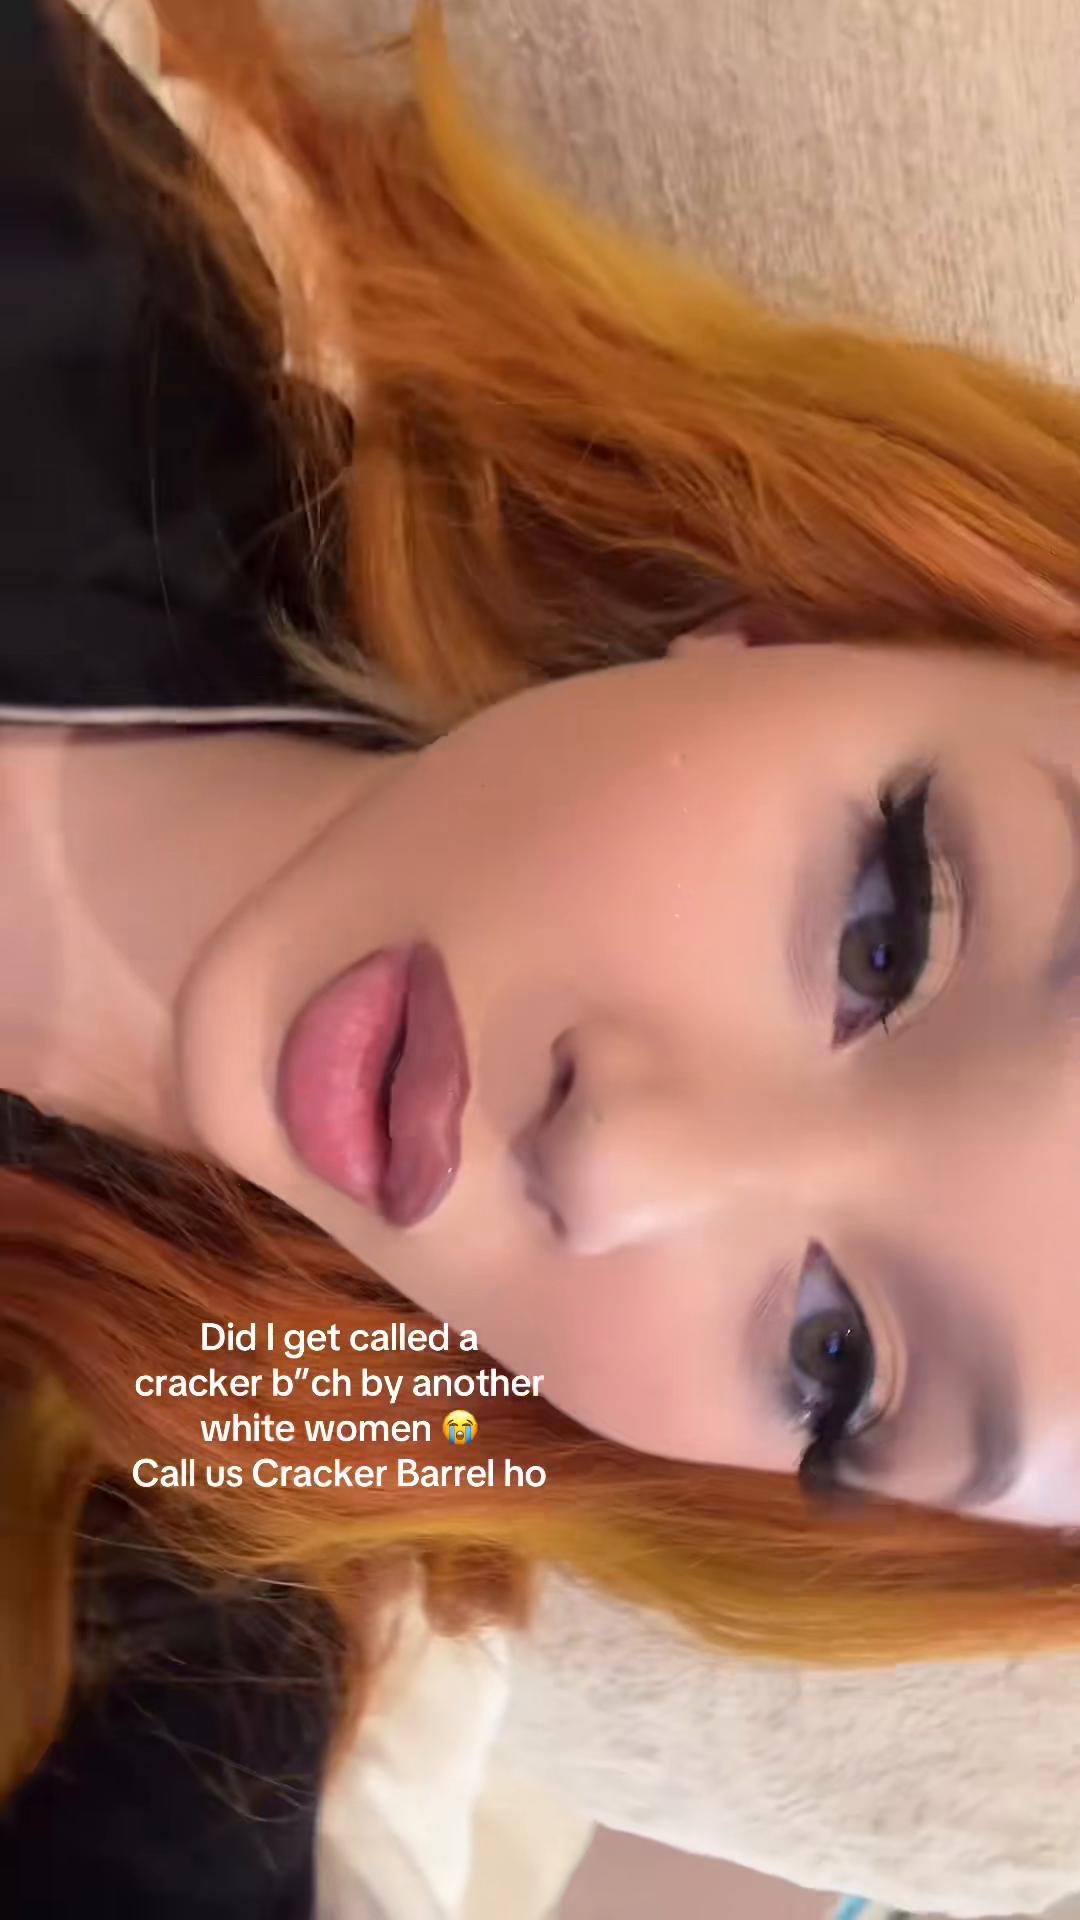 Did I get called a
cracker b”ch by another
white women 😭
Call us Cracker Barrel ho